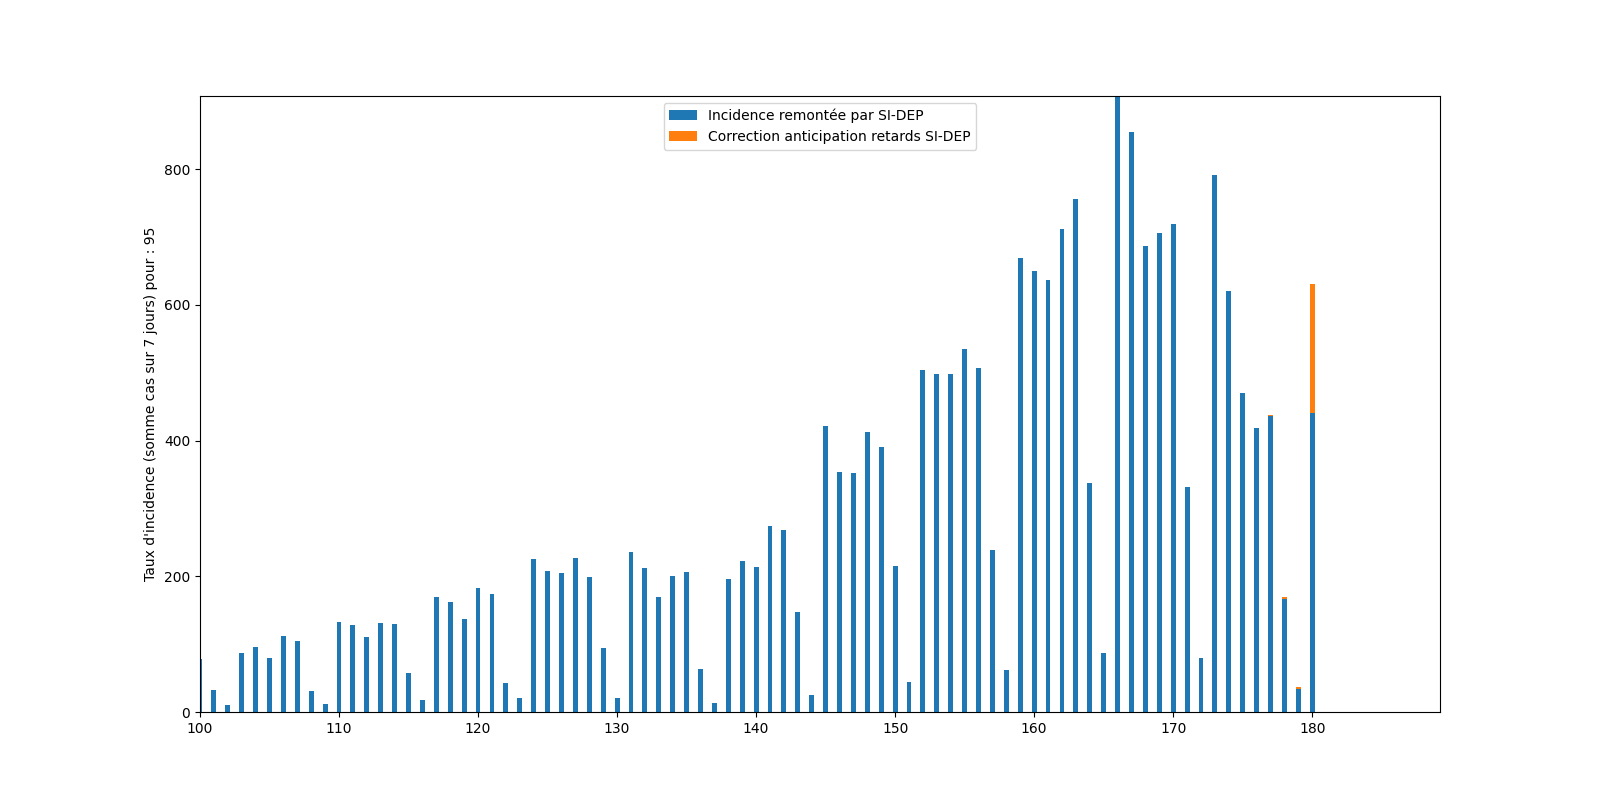 Incidence remontée par SI-DEP
Correction anticipation retards SI-DEP
Taux d'incidence (somme cas sur 7 jours) pour : 95
800
600
400
200
0
100 110 120 130 140 150 160 170 180